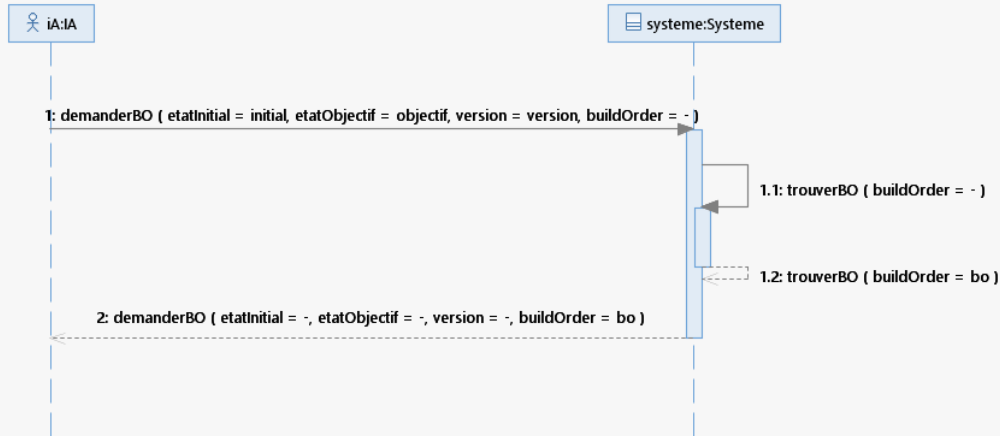 iA:IA
systeme:Systeme
1: demanderBO ( etatInitial = initial, etatObjectif = objectif, version = version, buildOrder = - )
1.1: trouverBO ( buildOrder = - )
1.2: trouverBO ( buildOrder = bo )
2: demanderBO ( etatInitial = -, etatObjectif = -, version = -, buildOrder = bo )